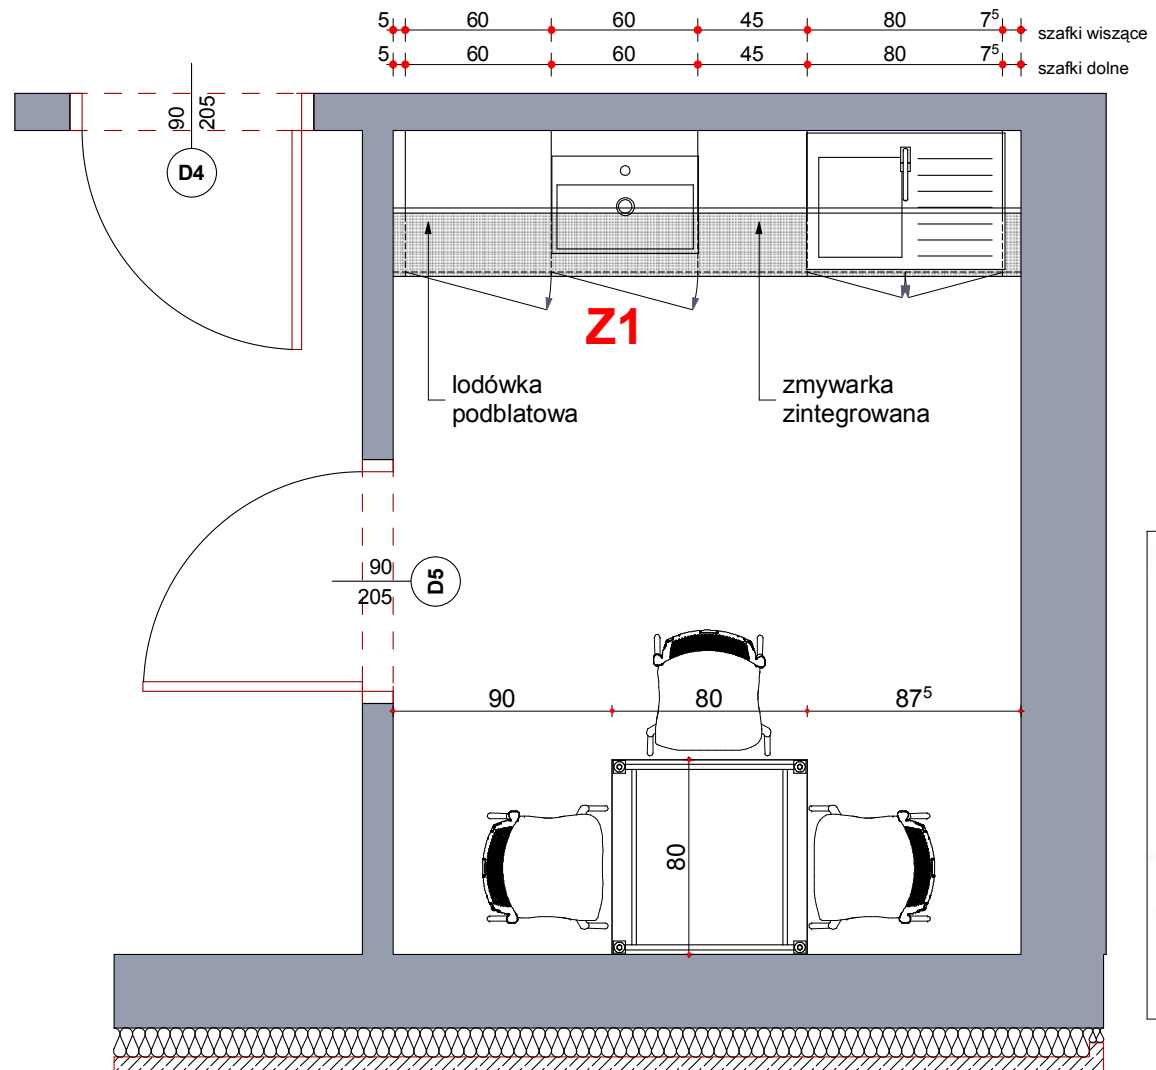 5 60 60 45 80 7⁵ szafki wiszące
5 60 60 45 80 7⁵ szafki dolne
90
205
D4
Z1
lodówka
podblatowa
zmywarka
zintegrowana
90
205
D5
90 80 87⁵
80